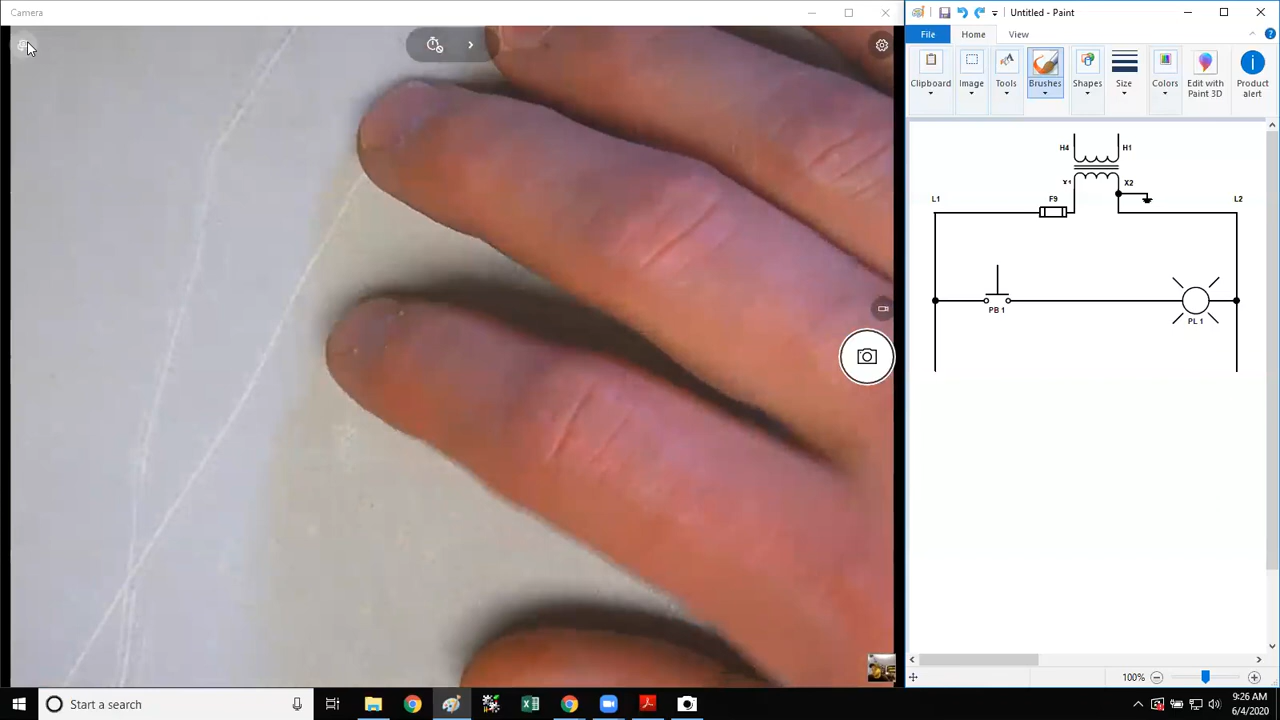 Camera
Untitled - Paint
File Home View
Clipboard Image Tools Brushes Shapes Size Colors Edit with Paint 3D Product alert
H4 H1
X1 X2
L1 F9 L2
PB 1 PL 1
100%
Start a search
9:26 AM
6/4/2020